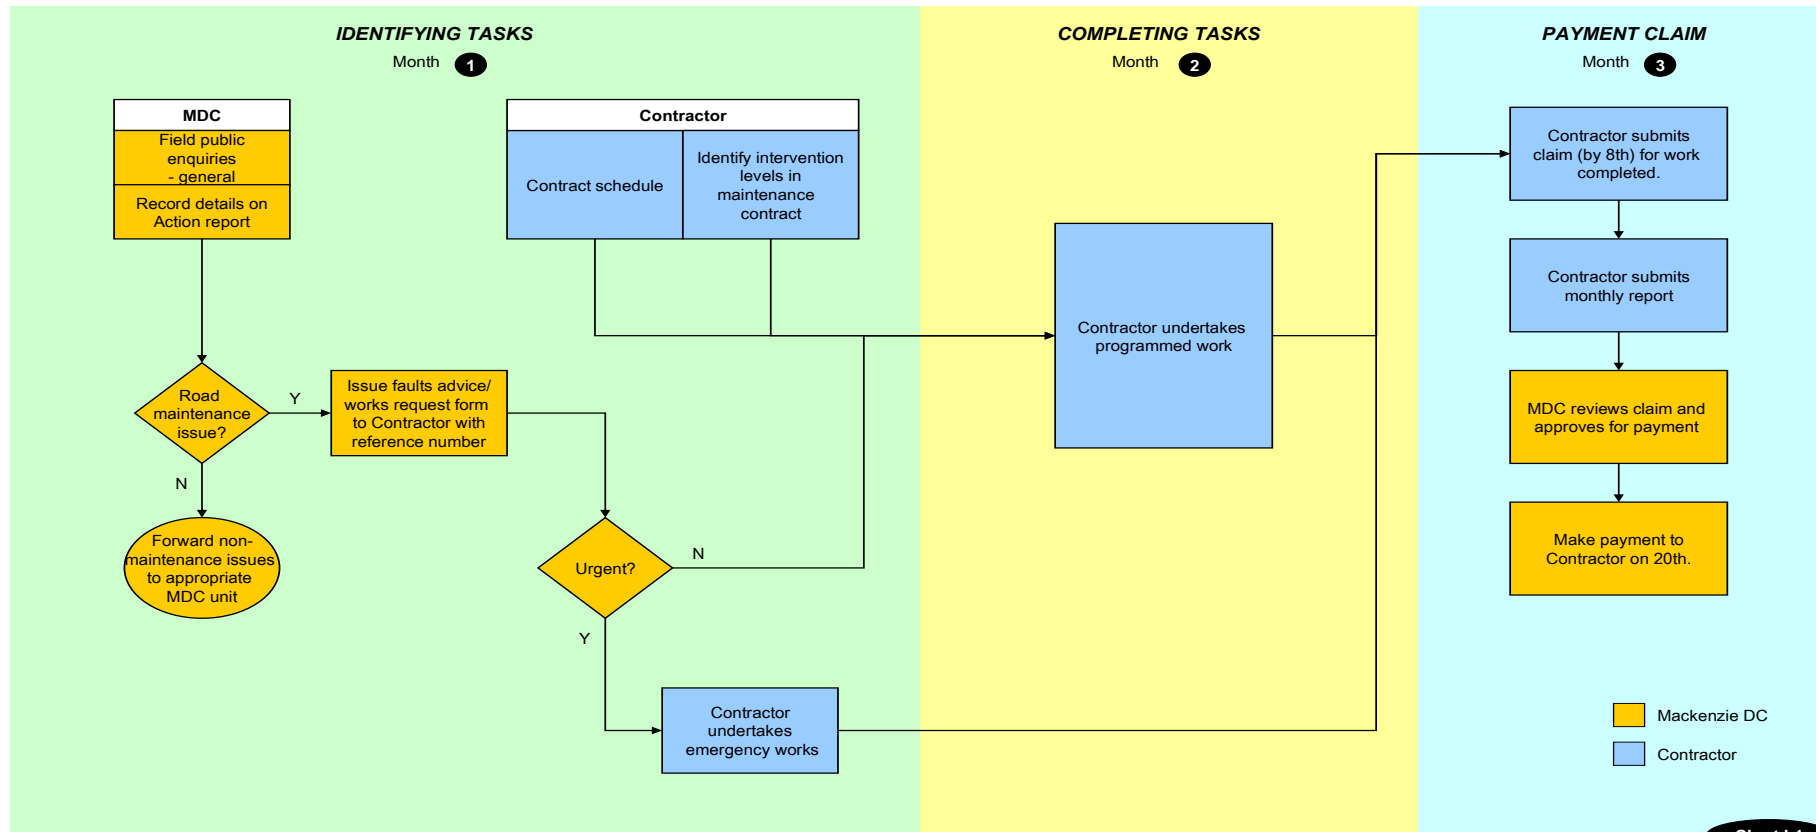 IDENTIFYING TASKS
Month 1
COMPLETING TASKS
Month 2
PAYMENT CLAIM
Month 3
MDC
Field public
enquiries
- general
Record details on
Action report
Contractor
Contract schedule
Identify intervention
levels in
maintenance
contract
Contractor submits
claim (by 8th) for work
completed.
Contractor submits
monthly report
Contractor undertakes
programmed work
Road
maintenance
issue?
Y
N
Issue faults advice/
works request form
to Contractor with
reference number
MDC reviews claim and
approves for payment
Forward non-
maintenance issues
to appropriate
MDC unit
Urgent?
N
Y
Make payment to
Contractor on 20th.
Contractor
undertakes
emergency works
Mackenzie DC
Contractor